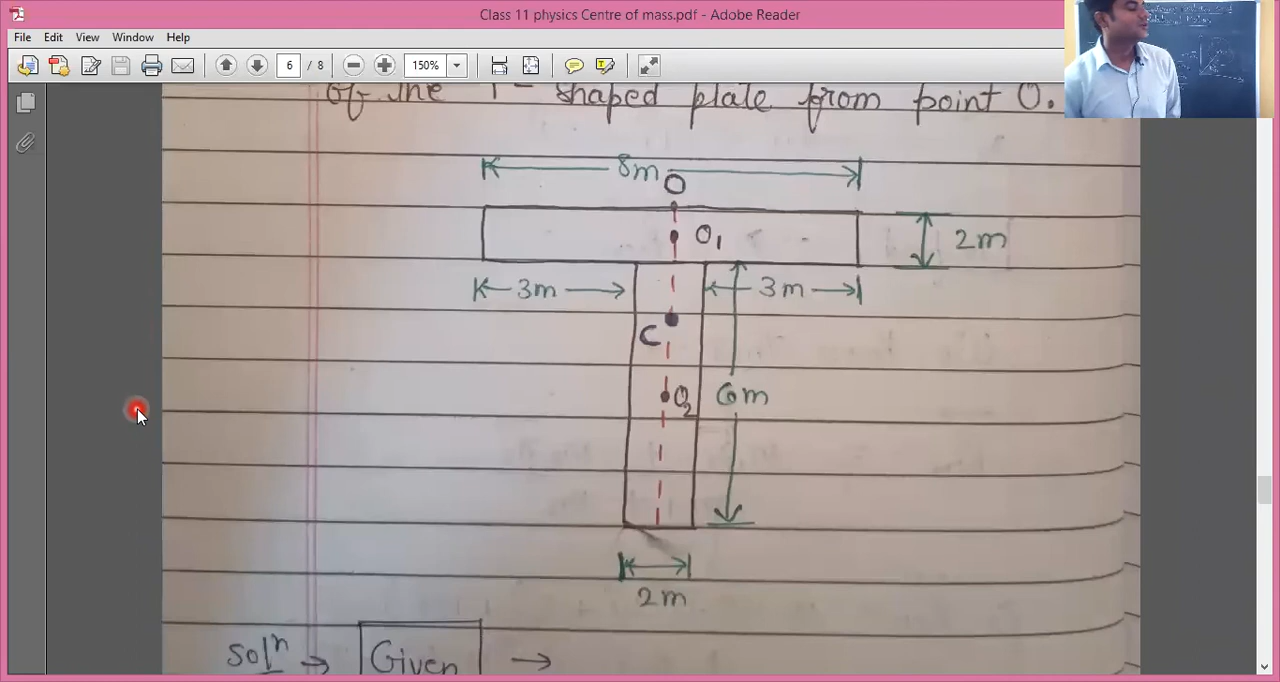 Class 11 physics Centre of mass.pdf - Adobe Reader
File Edit View Window Help
6 / 8 150%
of the T - shaped plate from point O.
8m
O
O1 2m
3m 3m
C
O2 6m
2m
Solⁿ → Given →